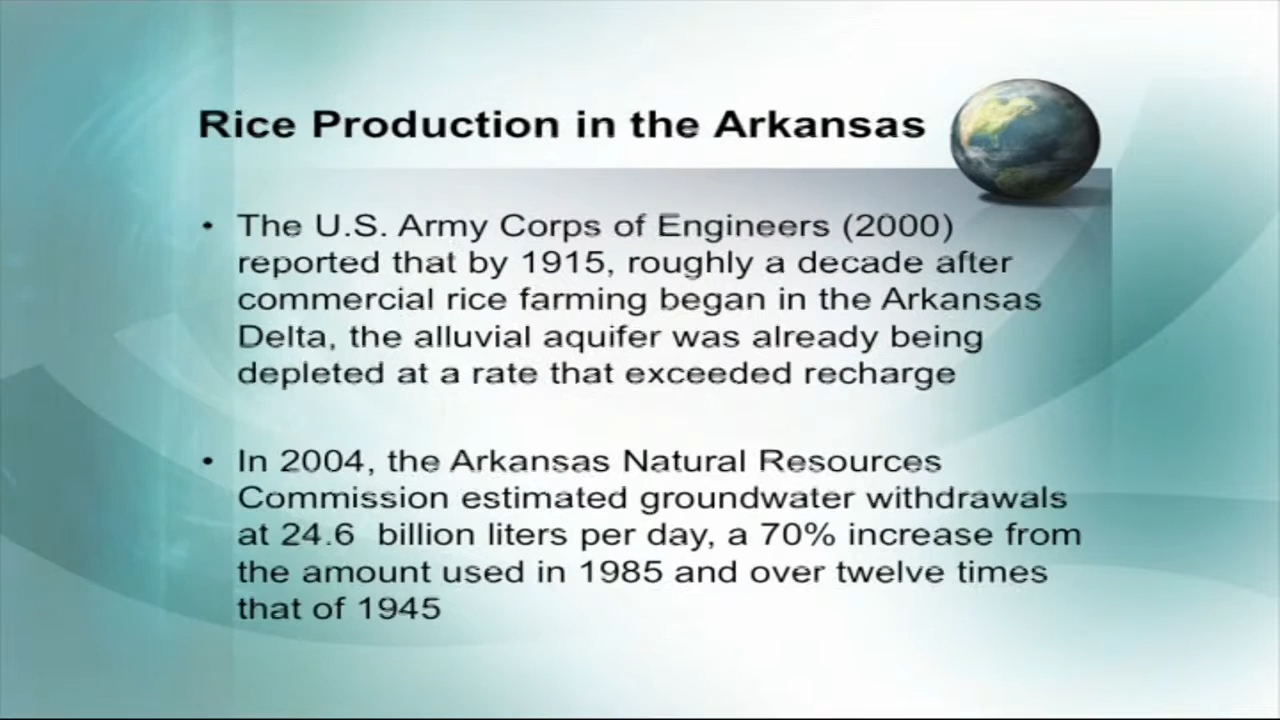 Rice Production in the Arkansas
• The U.S. Army Corps of Engineers (2000)
reported that by 1915, roughly a decade after
commercial rice farming began in the Arkansas
Delta, the alluvial aquifer was already being
depleted at a rate that exceeded recharge
• In 2004, the Arkansas Natural Resources
Commission estimated groundwater withdrawals
at 24.6 billion liters per day, a 70% increase from
the amount used in 1985 and over twelve times
that of 1945